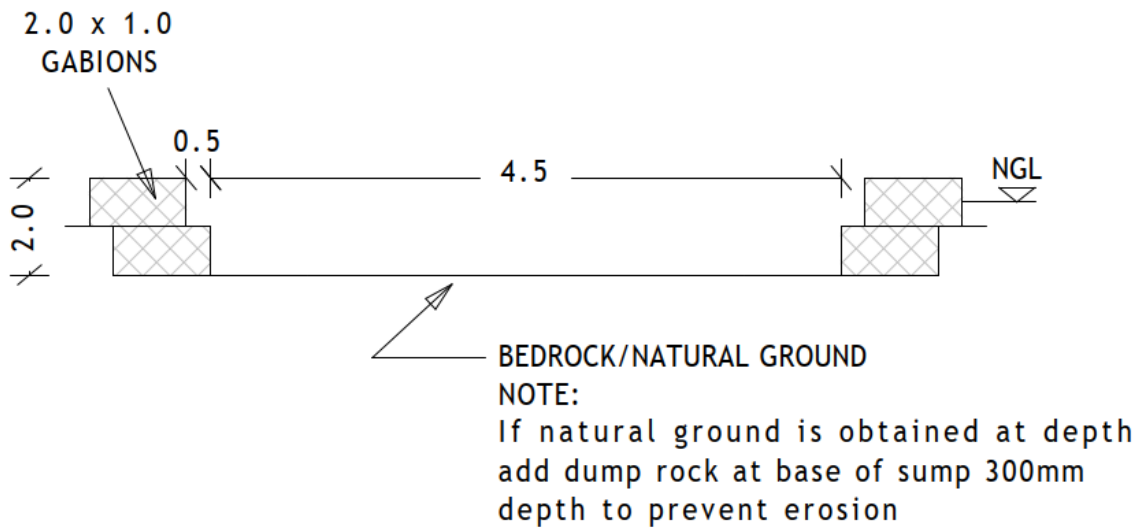 2.0 x 1.0
GABIONS
0.5
4.5
NGL
2.0
BEDROCK/NATURAL GROUND
NOTE:
If natural ground is obtained at depth
add dump rock at base of sump 300mm
depth to prevent erosion